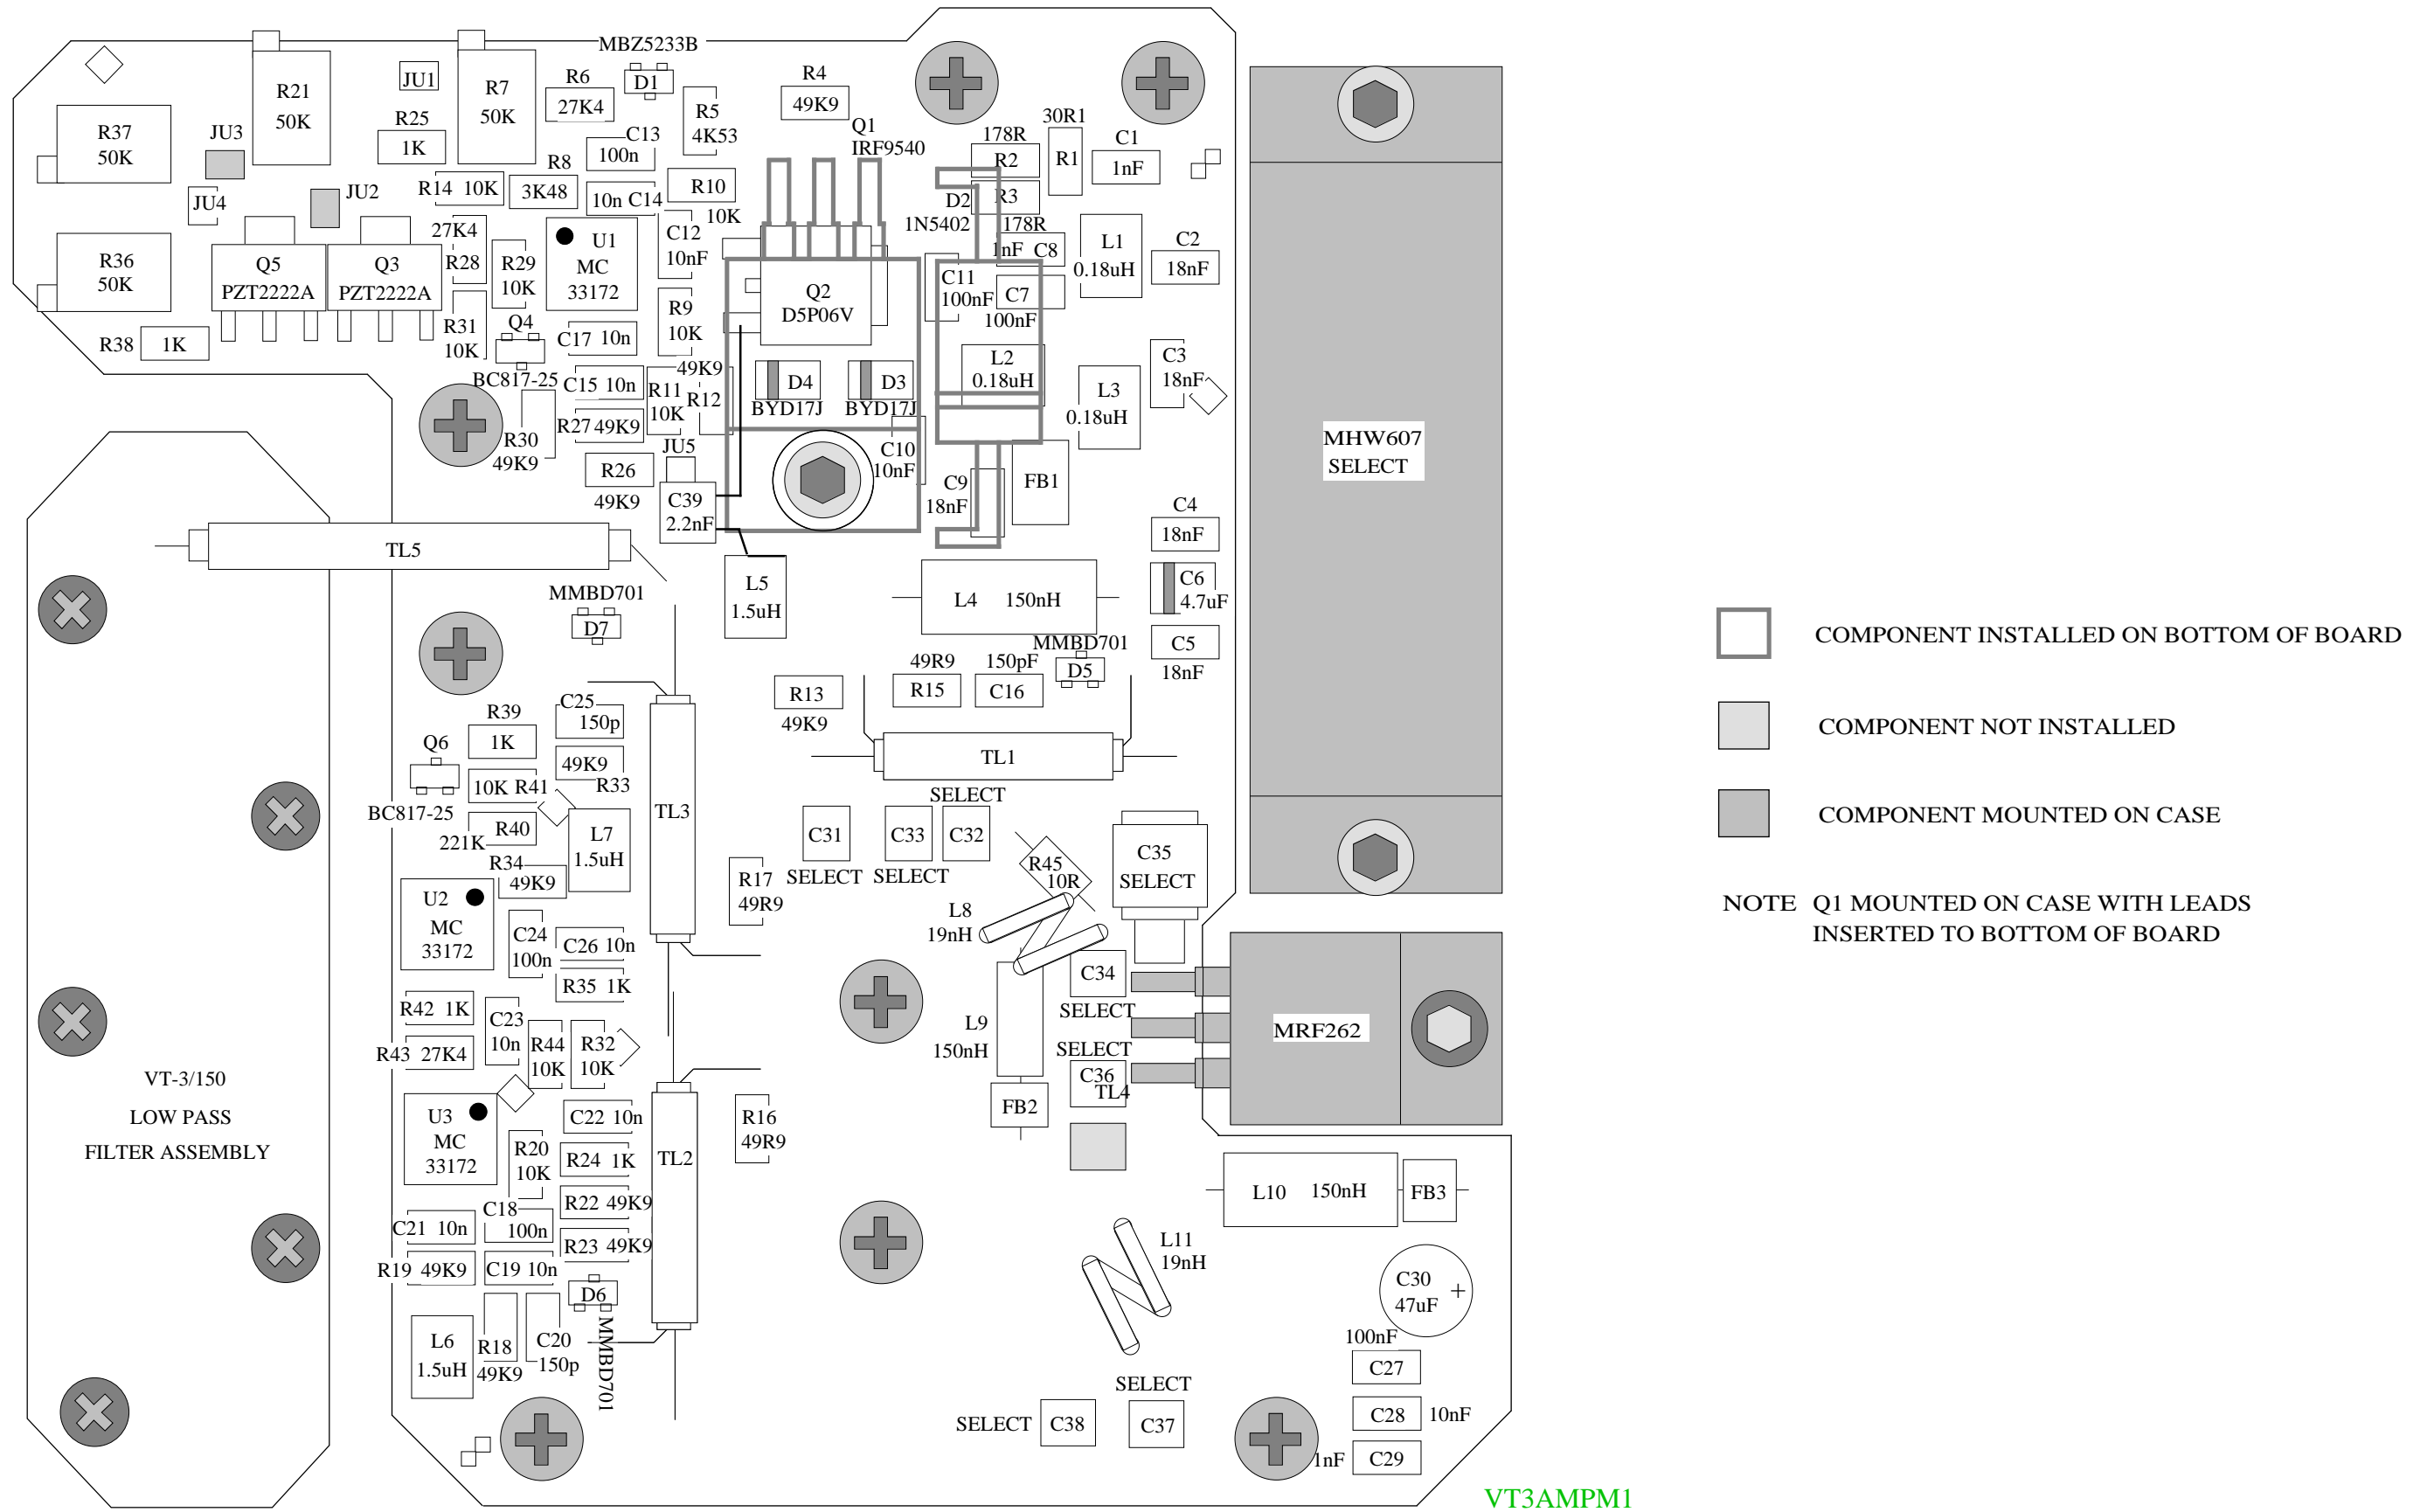 MBZ5233B
R21
50K
JU1
R7
50K
R6
27K4
D1
R5
4K53
R4
49K9
Q1
IRF9540
R37
50K
JU3
R25
1K
C13
100n
R8
3K48
178R
R2
30R1
R1
C1
1nF
JU4
JU2
R14 10K
10n C14
R10
10K
D2
1N5402
R3
178R
R36
50K
Q5
PZT2222A
Q3
PZT2222A
27K4
R28
R29
10K
U1
MC
33172
C12
10nF
Q2
D5P06V
1nF C8
C11
100nF
C7
100nF
L1
0.18uH
C2
18nF
R38
1K
R31
10K
Q4
BC817-25
C17 10n
R9
10K
C15 10n
R11
10K
49K9
R12
D4
BYD17J
D3
BYD17J
L2
0.18uH
L3
0.18uH
C3
18nF
R30
49K9
R27 49K9
R26
49K9
JU5
C39
2.2nF
C10
10nF
C9
18nF
FB1
MHW607
SELECT
C4
18nF
TL5
L5
1.5uH
L4 150nH
C6
4.7uF
C5
18nF
MMBD701
D7
MMBD701
D5
49R9
R15
150pF
C16
R13
49K9
COMPONENT INSTALLED ON BOTTOM OF BOARD
COMPONENT NOT INSTALLED
COMPONENT MOUNTED ON CASE
NOTE Q1 MOUNTED ON CASE WITH LEADS
INSERTED TO BOTTOM OF BOARD
R39
1K
C25
150p
Q6
BC817-25
49K9
R33
10K R41
R40
221K
L7
1.5uH
TL3
TL1
SELECT
C31
SELECT
C33
SELECT
C32
R45
10R
C35
SELECT
R34
49K9
R17
49R9
U2
MC
33172
C24
100n
C26 10n
R35 1K
L8
19nH
C34
SELECT
L9
150nH
SELECT
C36
TL4
FB2
MRF262
R42 1K
C23
10n
R43 27K4
R44
10K
R32
10K
VT-3/150
LOW PASS
FILTER ASSEMBLY
U3
MC
33172
C22 10n
R20
10K
R24 1K
TL2
R16
49R9
R22 49K9
C18
100n
C21 10n
R23 49K9
R19 49K9
C19 10n
D6
MMBD701
L6
1.5uH
R18
49K9
C20
150p
L10 150nH
FB3
L11
19nH
C30
47uF
+
100nF
C27
SELECT
SELECT
C38
C37
C28
10nF
1nF
C29
VT3AMPM1